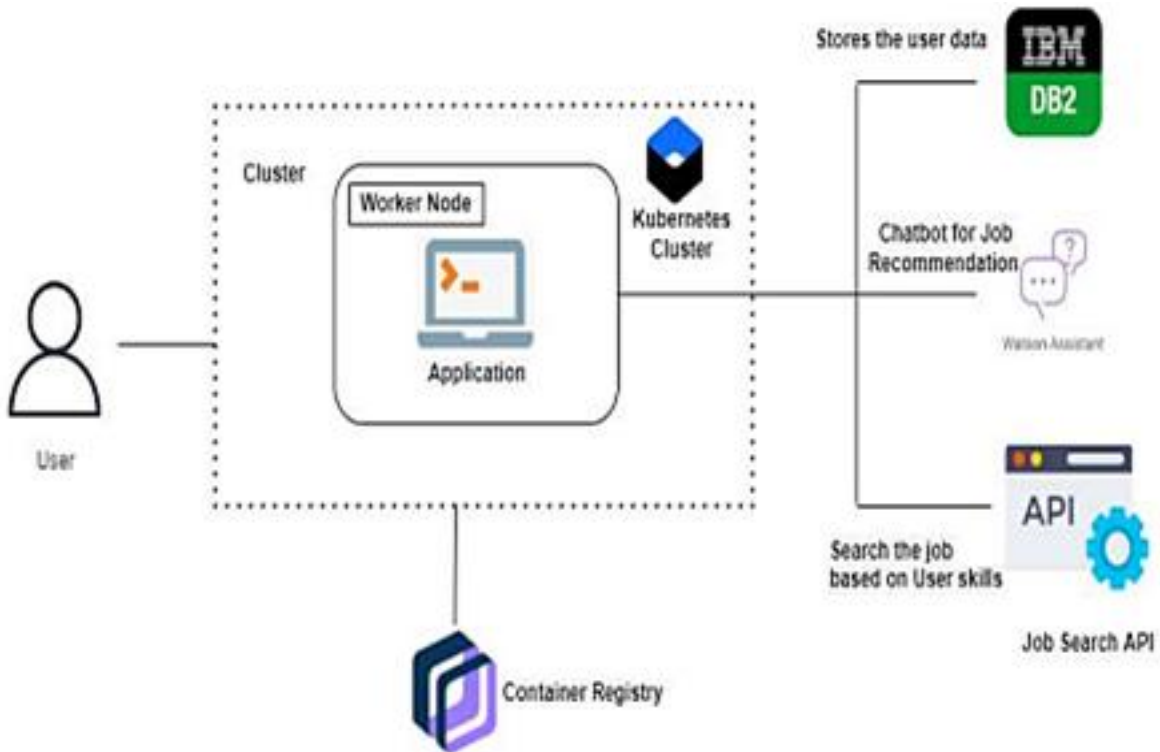 Stores the user data
IBM
DB2
Cluster
Worker Node
Kubernetes
Cluster
Application
User
Chatbot for Job
Recommendation
?
Watson Assistant
API
Search the job
based on User skills
Job Search API
Container Registry